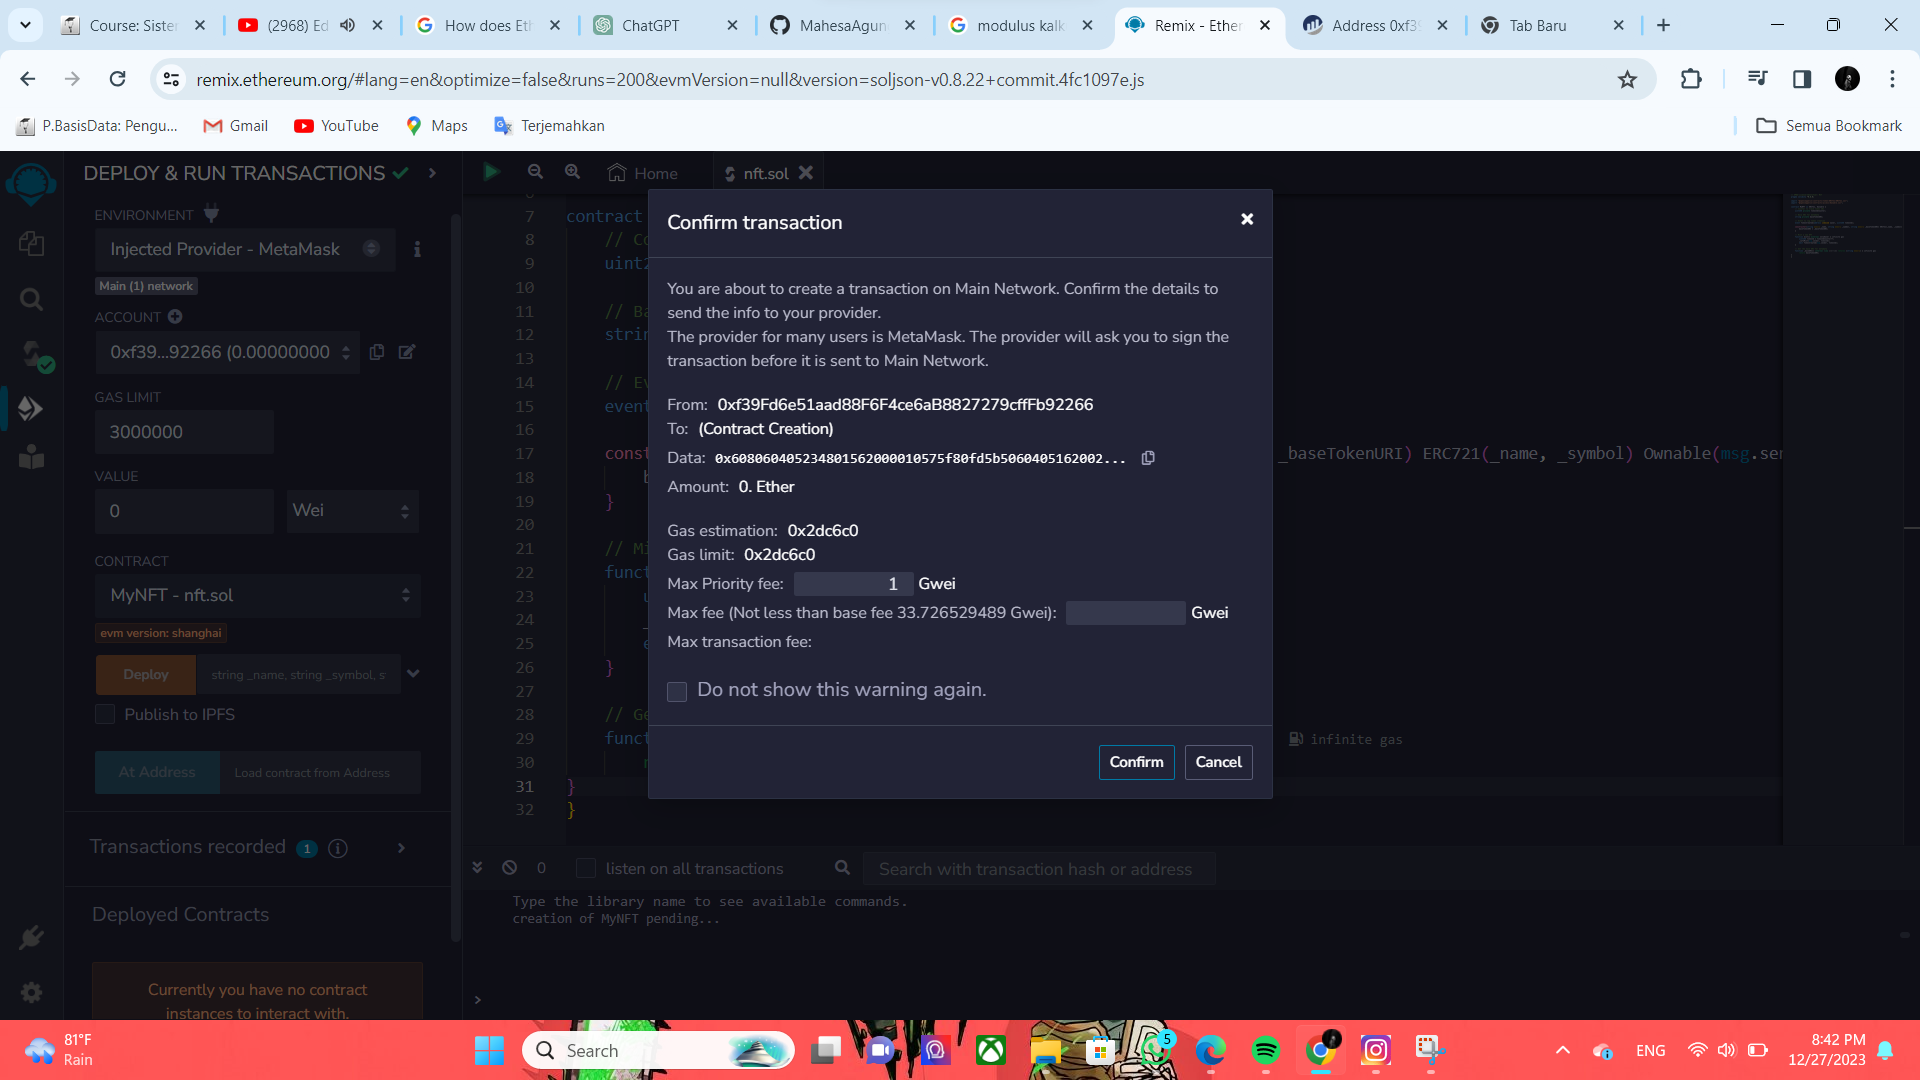 Course: Sister
(2968) Ed
How does Eth
ChatGPT
MahesaAgung
modulus kalk
Remix - Ether
Address 0xf39
Tab Baru
remix.ethereum.org/#lang=en&optimize=false&runs=200&evmVersion=null&version=soljson-v0.8.22+commit.4fc1097e.js
P.BasisData: Pengu...
Gmail
YouTube
Maps
Terjemahkan
Semua Bookmark
DEPLOY & RUN TRANSACTIONS
ENVIRONMENT
Injected Provider - MetaMask
Main (1) network
ACCOUNT
0xf39...92266 (0.00000000
GAS LIMIT
3000000
VALUE
0
Wei
CONTRACT
MyNFT - nft.sol
evm version: shanghai
Deploy
string _name, string _symbol, s
Publish to IPFS
At Address
Load contract from Address
Transactions recorded 1
Deployed Contracts
Currently you have no contract
instances to interact with.
Home
nft.sol
7 contract
8 // Co
9 uint2
10
11 // Ba
12 strin
13
14 // Ev
15 event
16
17 const _baseTokenURI) ERC721(_name, _symbol) Ownable(msg.sen
18 b
19 }
20
21 // Mi
22 funct
23 u
24 _
25 e
26 }
27
28 // Ge
29 funct infinite gas
30 r
31 }
32 }
Confirm transaction
You are about to create a transaction on Main Network. Confirm the details to
send the info to your provider.
The provider for many users is MetaMask. The provider will ask you to sign the
transaction before it is sent to Main Network.
From: 0xf39Fd6e51aad88F6F4ce6aB8827279cffFb92266
To: (Contract Creation)
Data: 0x608060405234801562000010575f80fd5b5060405162002...
Amount: 0. Ether
Gas estimation: 0x2dc6c0
Gas limit: 0x2dc6c0
Max Priority fee: 1 Gwei
Max fee (Not less than base fee 33.726529489 Gwei): Gwei
Max transaction fee:
Do not show this warning again.
Confirm
Cancel
0
listen on all transactions
Search with transaction hash or address
Type the library name to see available commands.
creation of MyNFT pending...
>
81°F
Rain
Search
5
ENG
8:42 PM
12/27/2023